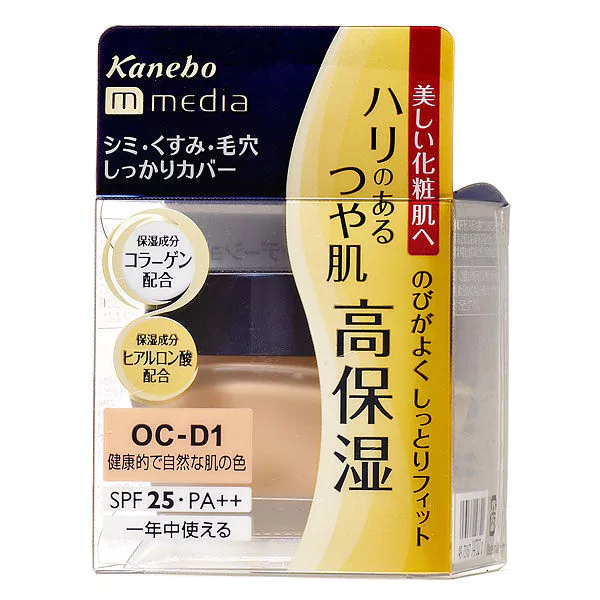 Kanebo
media
シミ・くすみ・毛穴
しっかりカバー
保湿成分
コラーゲン
配合
保湿成分
ヒアルロン酸
配合
OC-D1
健康的で自然な肌の色
SPF 25・PA++
一年中使える
美しい化粧肌へ
ハリのある
つや肌
高保湿
のびがよく しっとりフィット